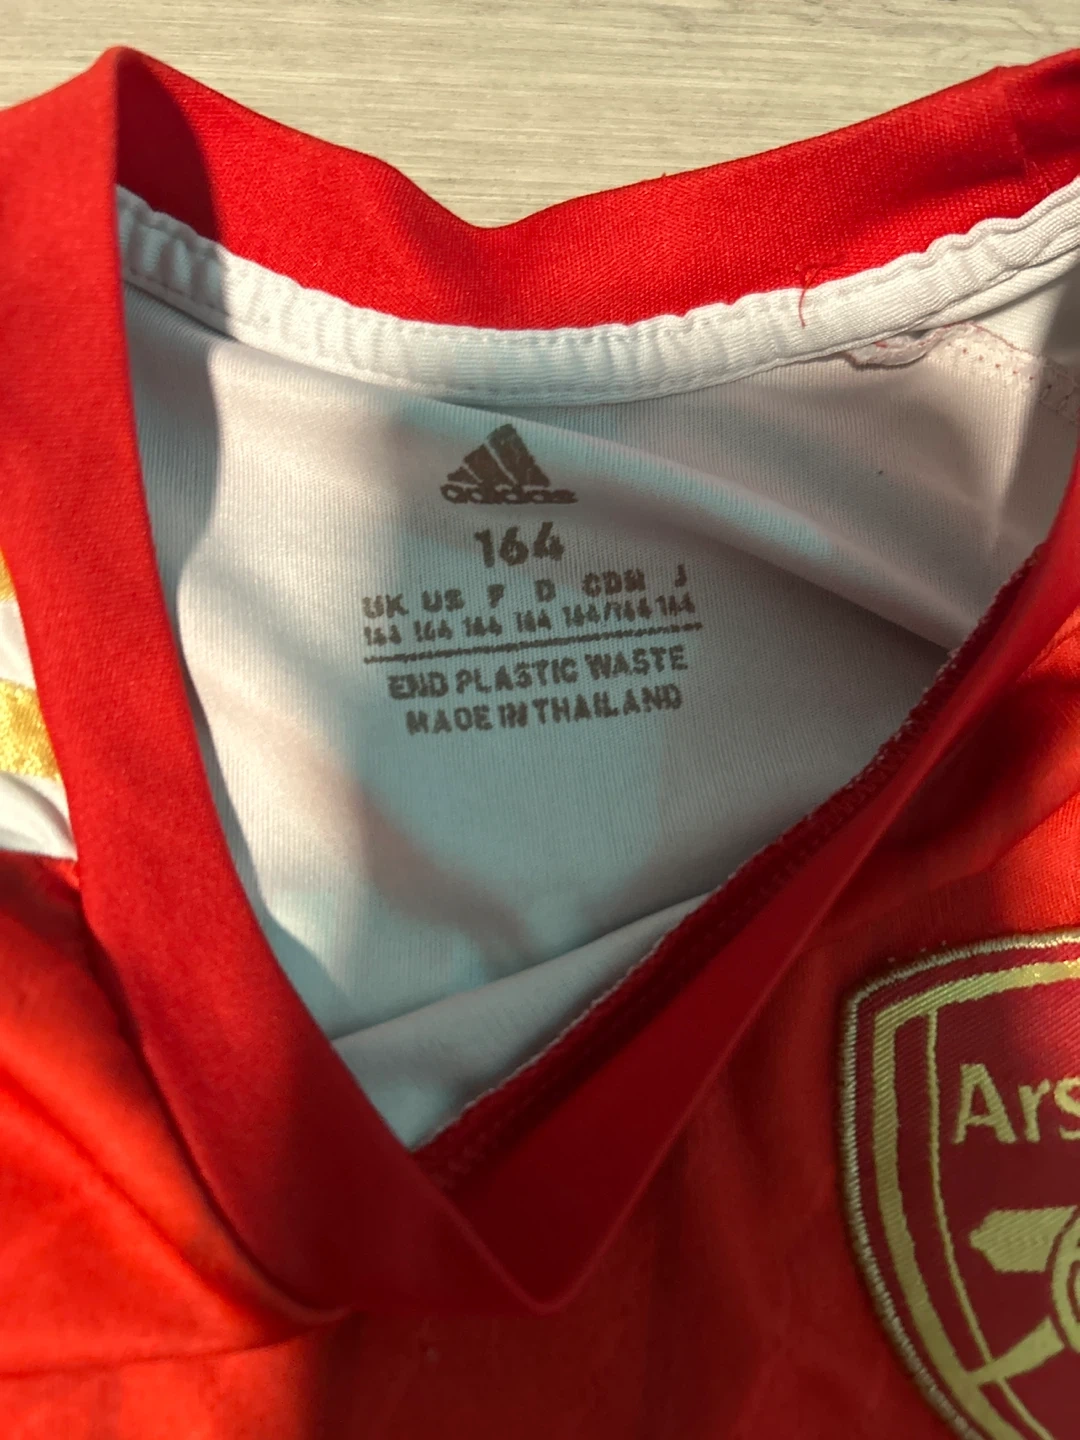 adidas
164
UK US F D CDN J
164 164 164 164 164/164 164
END PLASTIC WASTE
MADE IN THAILAND
Ars